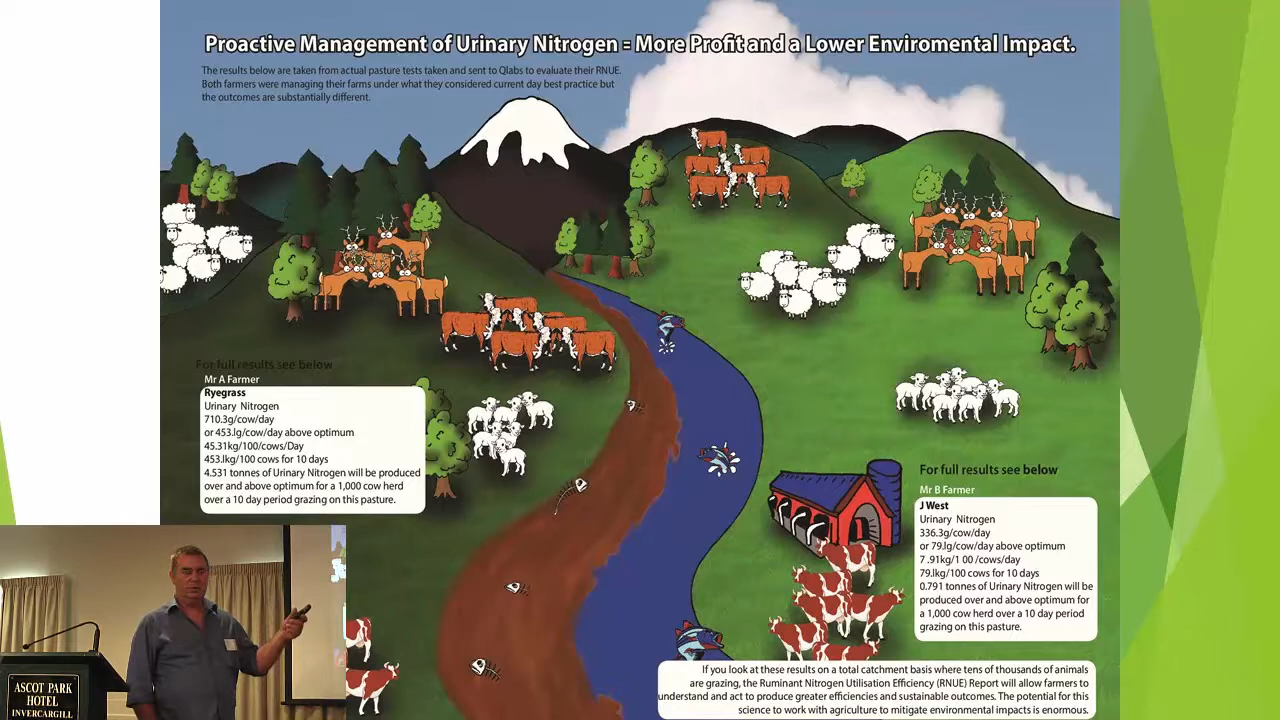 Proactive Management of Urinary Nitrogen = More Profit and a Lower Enviromental Impact.
The results below are taken from actual pasture tests taken and sent to Qlabs to evaluate their RNUE.
Both farmers were managing their farms under what they considered current day best practice but
the outcomes are substantially different.
For full results see below
Mr A Farmer
Ryegrass
Urinary Nitrogen
710.3g/cow/day
or 453.lg/cow/day above optimum
45.31kg/100/cows/Day
453.lkg/100 cows for 10 days
4.531 tonnes of Urinary Nitrogen will be produced
over and above optimum for a 1,000 cow herd
over a 10 day period grazing on this pasture.
For full results see below
Mr B Farmer
J West
Urinary Nitrogen
336.3g/cow/day
or 79.lg/cow/day above optimum
7.91kg/1 00/cows/day
79.lkg/100 cows for 10 days
0.791 tonnes of Urinary Nitrogen will be
produced over and above optimum for
a 1,000 cow herd over a 10 day period
grazing on this pasture.
If you look at these results on a total catchment basis where tens of thousands of animals
are grazing, the Ruminant Nitrogen Utilisation Efficiency (RNUE) Report will allow farmers to
understand and act to produce greater efficiencies and sustainable outcomes. The potential for this
science to work with agriculture to mitigate environmental impacts is enormous.
ASCOT PARK
HOTEL
INVERCARGILL